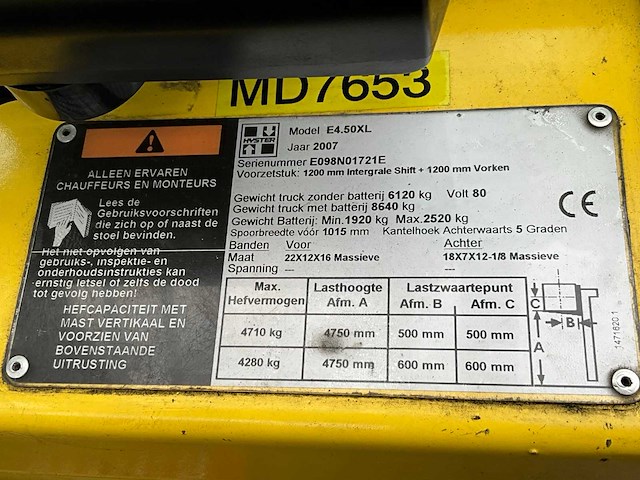 MD7653
HYSTER
Model E4.50XL
Jaar 2007
Serienummer E098N01721E
Voorzetstuk: 1200 mm Intergrale Shift + 1200 mm Vorken
ALLEEN ERVAREN
CHAUFFEURS EN MONTEURS
Lees de
Gebruiksvoorschriften
die zich op of naast de
stoel bevinden.
Het niet opvolgen van
gebruiks-, inspektie- en
onderhoudsinstrukties kan
ernstig letsel of zelfs de dood
tot gevolg hebben!
HEFCAPACITEIT MET
MAST VERTIKAAL EN
VOORZIEN VAN
BOVENSTAANDE
UITRUSTING
Gewicht truck zonder batterij 6120 kg Volt 80
Gewicht truck met batterij 8640 kg
Gewicht Batterij: Min.1920 kg Max.2520 kg
Spoorbreedte vóór 1015 mm Kantelhoek Achterwaarts 5 Graden
CE
Banden Voor Achter
Maat 22X12X16 Massieve 18X7X12-1/8 Massieve
Spanning --- ---
Max. Hefvermogen Lasthoogte Afm. A Lastzwaartepunt Afm. B Afm. C
4710 kg 4750 mm 500 mm 500 mm
4280 kg 4750 mm 600 mm 600 mm
C
B
A
1471620 1